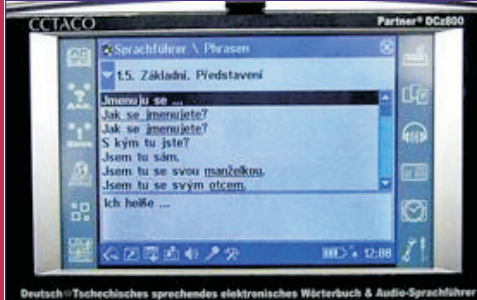 ECTACO
Partner® DCz800
Sprachführer \ Phrasen
1.5. Základní. Představení
Jmenuju se ...
Jak se jmenujete?
Jak se jmenujete?
S kým tu jste?
Jsem tu sám.
Jsem tu se svou manželkou.
Jsem tu se svým otcem.
Ich heiße ...
12:08
Deutsch Tschechisches sprechendes elektronisches Wörterbuch & Audio-Sprachführer